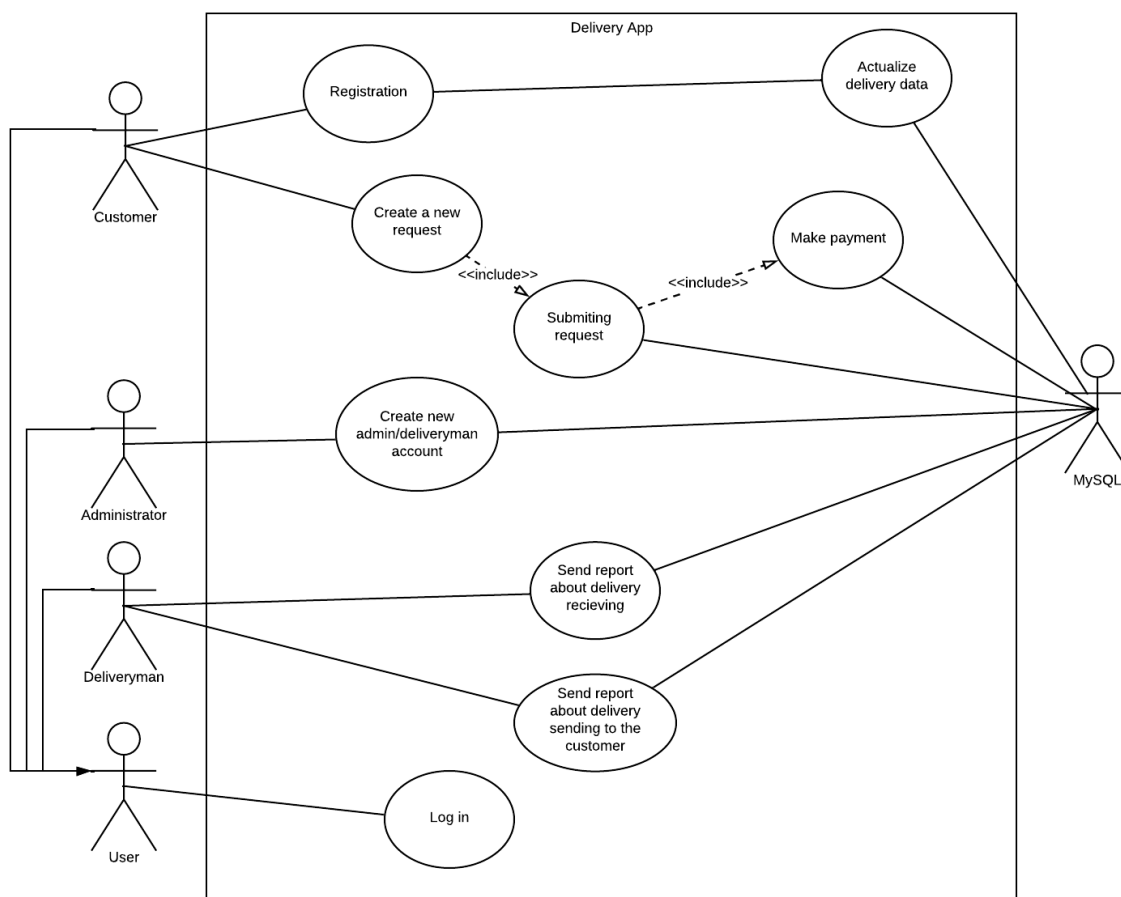 Delivery App
Registration
Actualize
delivery data
Customer
Create a new
request
Make payment
<<include>>
<<include>>
Submiting
request
Create new
admin/deliveryman
account
MySQL
Administrator
Send report
about delivery
recieving
Deliveryman
Send report
about delivery
sending to the
customer
Log in
User